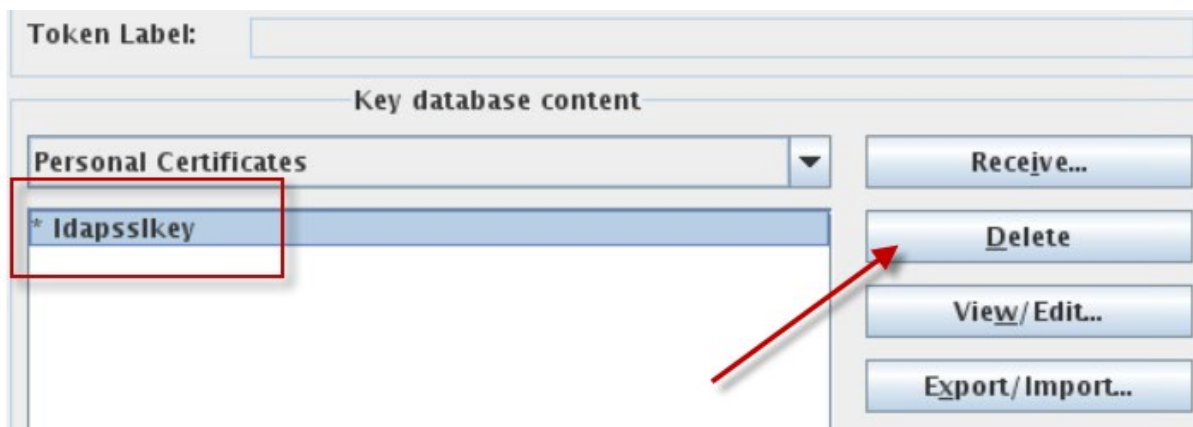 Token Label:
Key database content
Personal Certificates
Receive...
* ldapsslkey
Delete
View/Edit...
Export/Import...